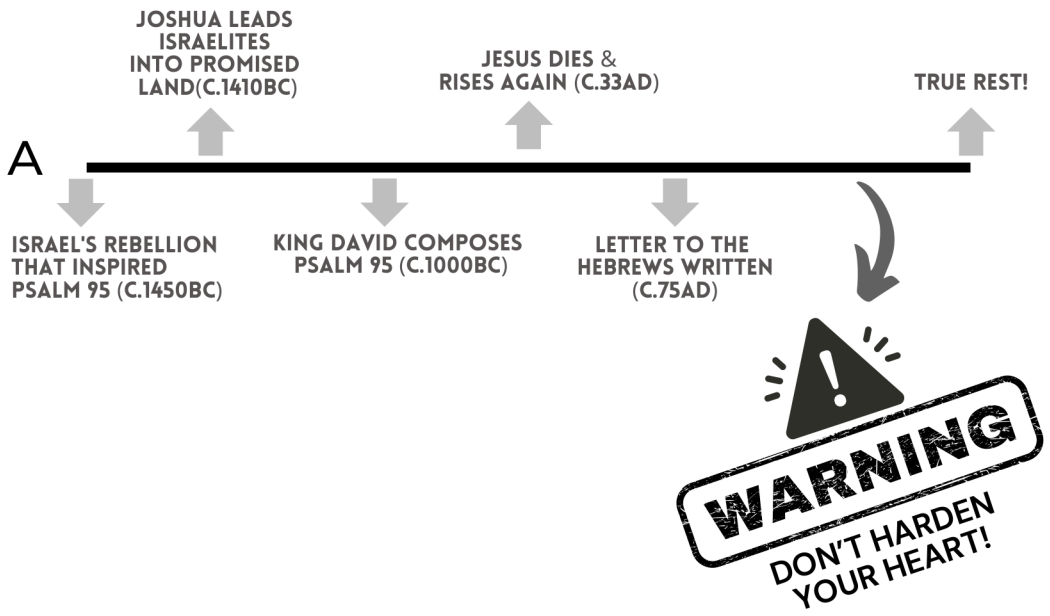 JOSHUA LEADS
ISRAELITES
INTO PROMISED
LAND(C.1410BC)
JESUS DIES &
RISES AGAIN (C.33AD)
TRUE REST!
A
ISRAEL'S REBELLION
THAT INSPIRED
PSALM 95 (C.1450BC)
KING DAVID COMPOSES
PSALM 95 (C.1000BC)
LETTER TO THE
HEBREWS WRITTEN
(C.75AD)
WARNING
DON'T HARDEN
YOUR HEART!